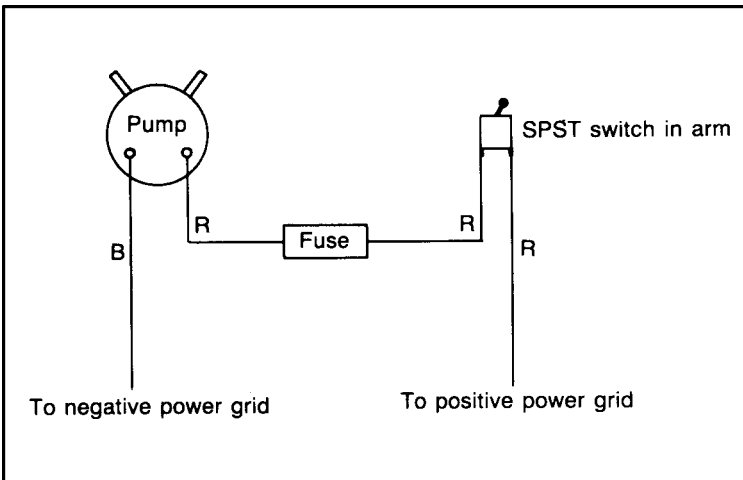 Pump
SPST switch in arm
R
R
Fuse
B
R
To negative power grid
To positive power grid